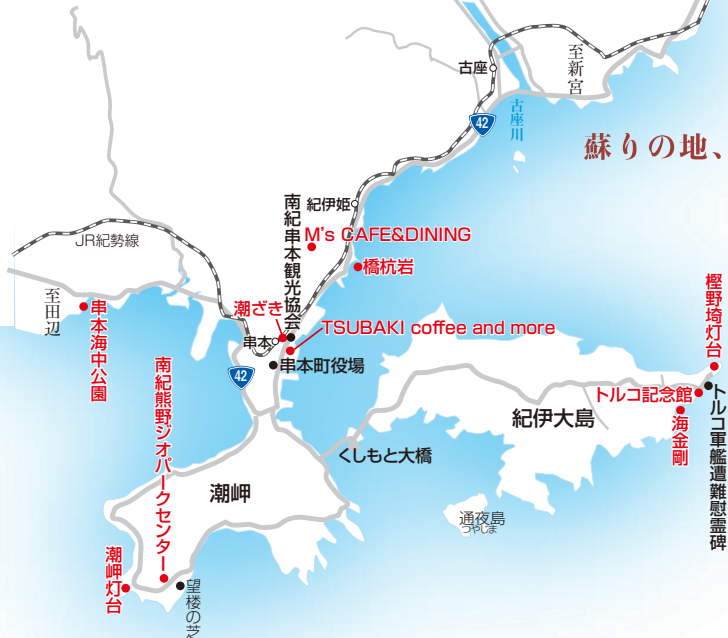 古座
至新宮
42
古座川
蘇りの地、
南紀串本観光協会
紀伊姫
M's CAFE&DINING
JR紀勢線
橋杭岩
至田辺
串本海中公園
潮ざき
TSUBAKI coffee and more
串本
串本町役場
42
樫野埼灯台
トルコ記念館
海金剛
トルコ軍艦遭難慰霊碑
紀伊大島
南紀熊野ジオパークセンター
くしもと大橋
潮岬
通夜島
つやじま
潮岬灯台
望楼の芝